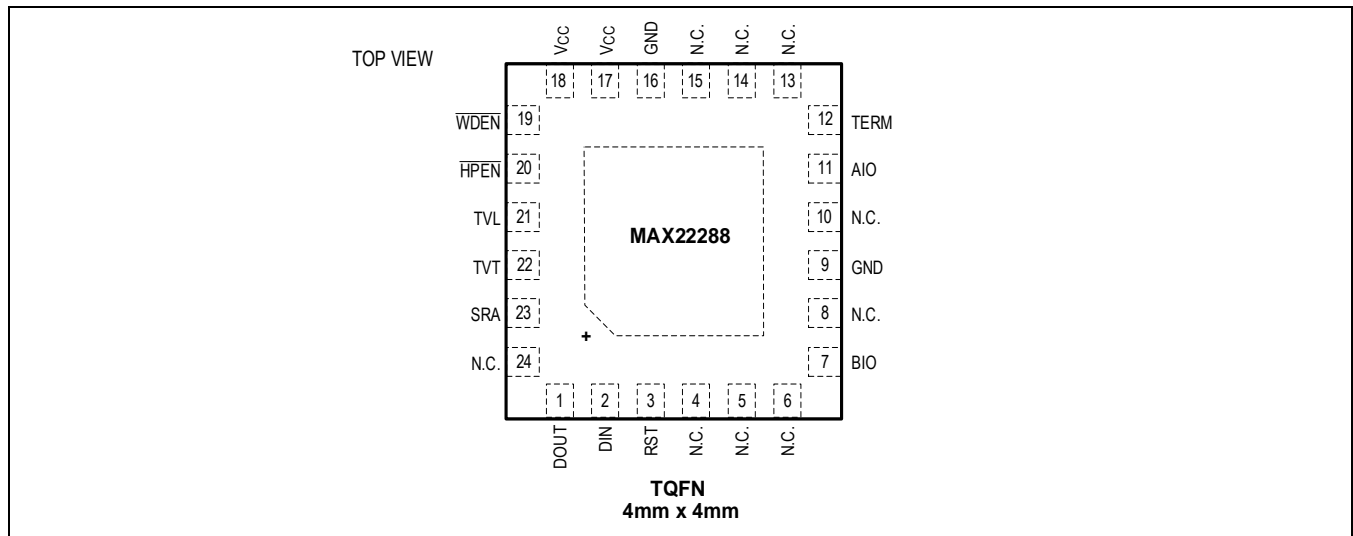 TOP VIEW
VCC
VCC
GND
N.C.
N.C.
N.C.
18
17
16
15
14
13
WDEN 19
HPEN 20
TVL 21
TVT 22
SRA 23
N.C. 24
12 TERM
11 AIO
10 N.C.
9 GND
8 N.C.
7 BIO
MAX22288
+
1
2
3
4
5
6
DOUT
DIN
RST
N.C.
N.C.
N.C.
TQFN
4mm x 4mm